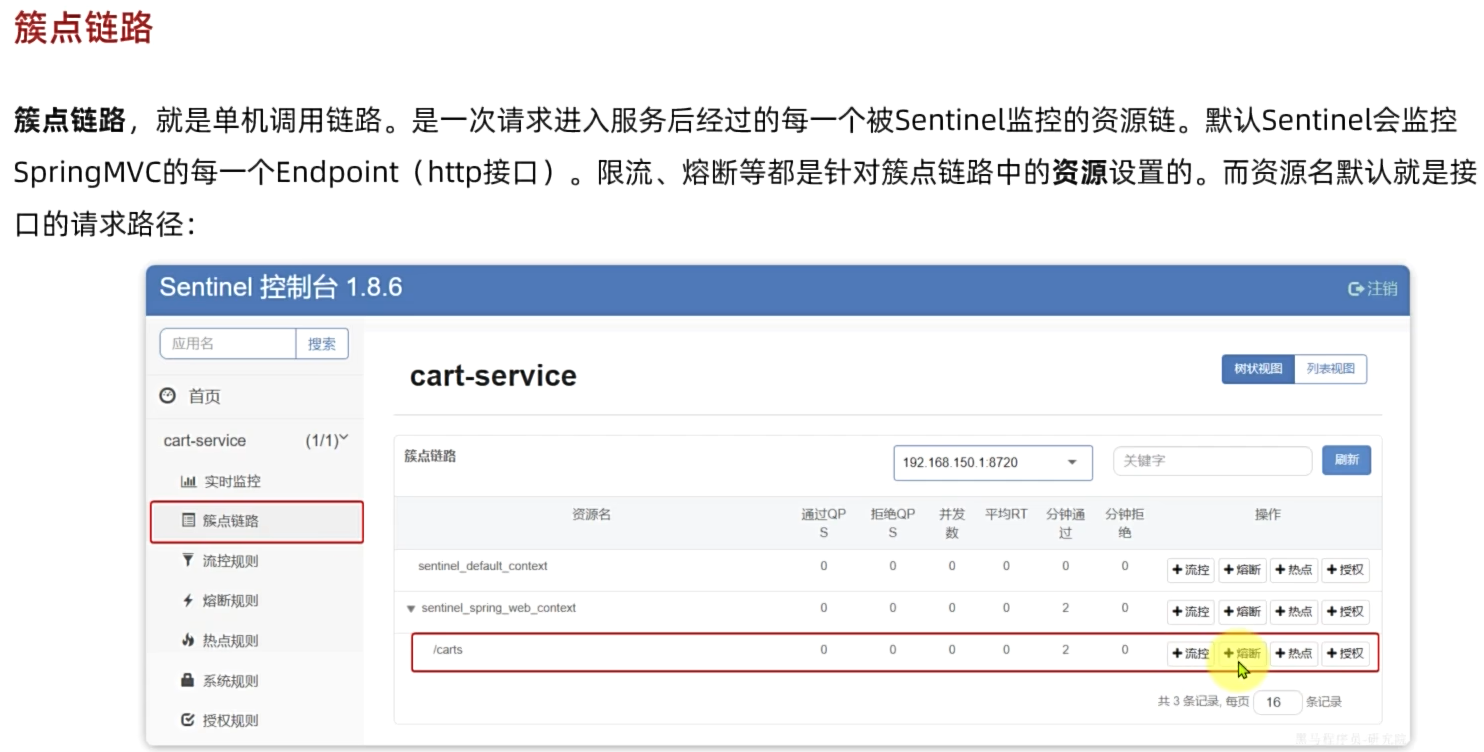 簇点链路
簇点链路，就是单机调用链路。是一次请求进入服务后经过的每一个被Sentinel监控的资源链。默认Sentinel会监控
SpringMVC的每一个Endpoint（http接口）。限流、熔断等都是针对簇点链路中的资源设置的。而资源名默认就是接
口的请求路径：
Sentinel 控制台 1.8.6
注销
应用名 搜索
首页
cart-service (1/1)
实时监控
簇点链路
流控规则
熔断规则
热点规则
系统规则
授权规则
cart-service
树状视图 列表视图
簇点链路 192.168.150.1:8720 关键字 刷新
资源名 通过QPS 拒绝QPS 并发数 平均RT 分钟通过 分钟拒绝 操作
sentinel_default_context 0 0 0 0 0 0 +流控 +熔断 +热点 +授权
sentinel_spring_web_context 0 0 0 0 2 0 +流控 +熔断 +热点 +授权
/carts 0 0 0 0 2 0 +流控 +熔断 +热点 +授权
共 3 条记录, 每页 16 条记录